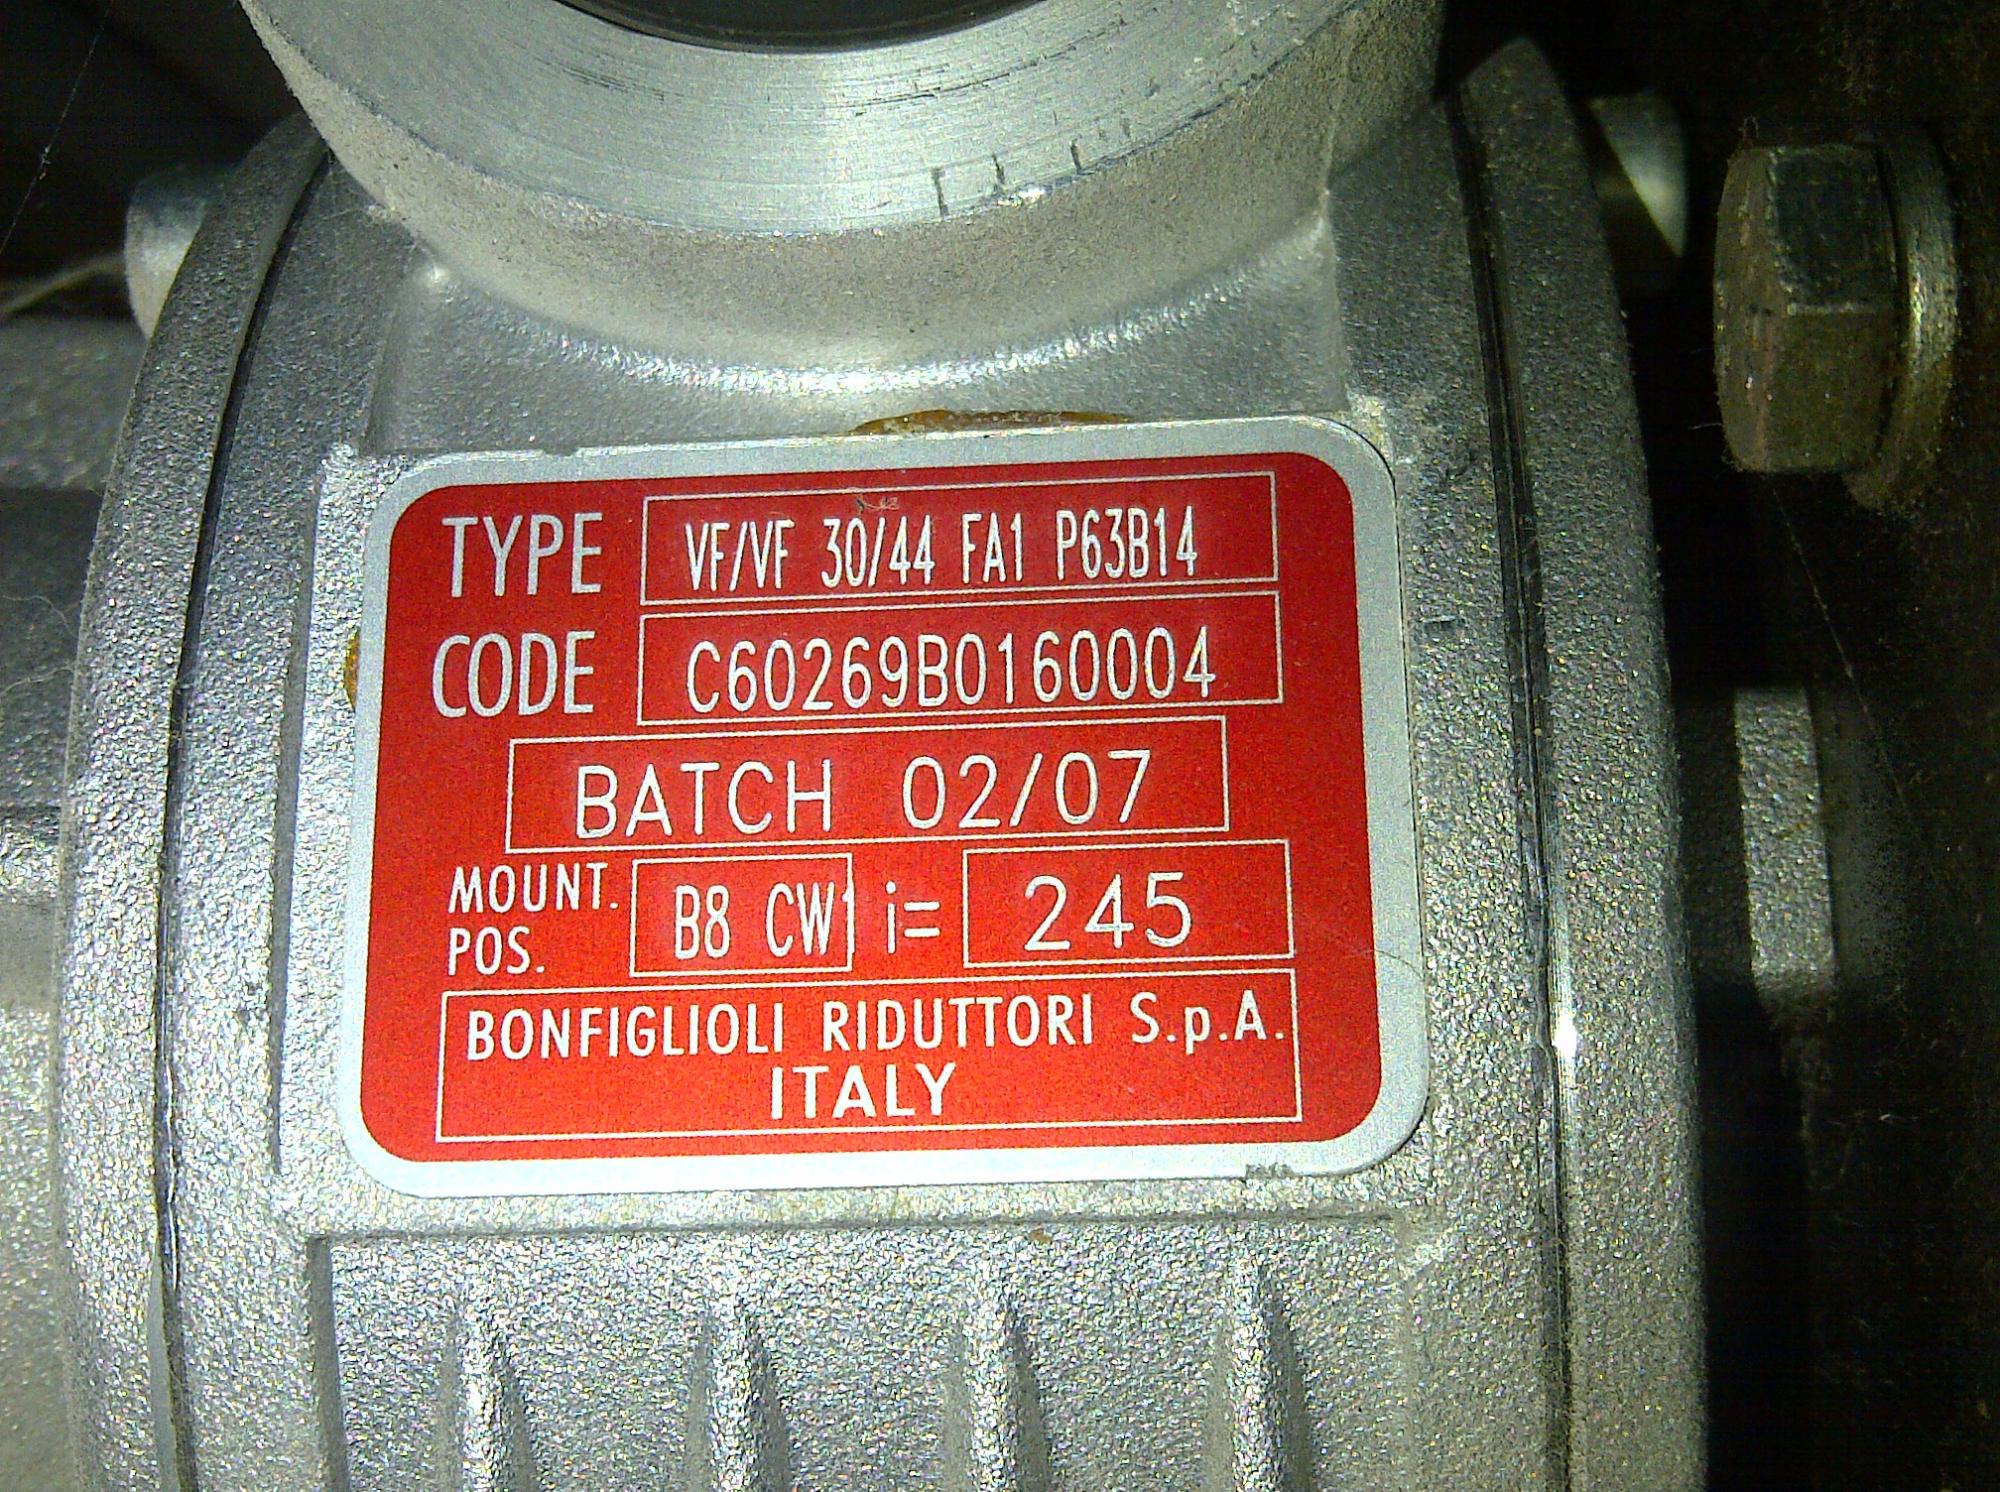 TYPE VF/VF 30/44 FA1 P63B14
CODE C60269B0160004
BATCH 02/07
MOUNT. POS. B8 CW1 i= 245
BONFIGLIOLI RIDUTTORI S.p.A.
ITALY